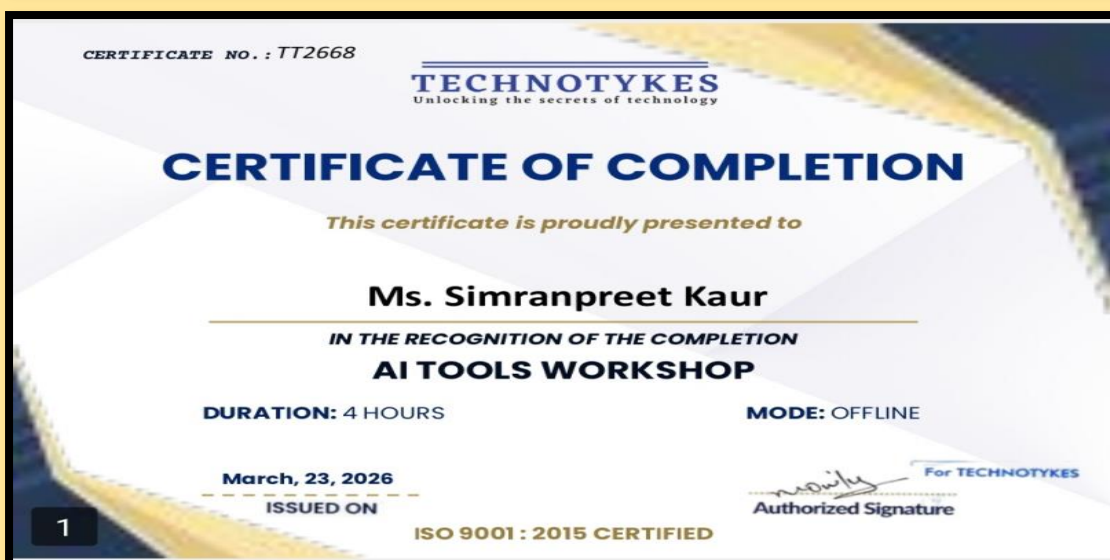 CERTIFICATE NO.: TT2668
TECHNOTYKES
Unlocking the secrets of technology
CERTIFICATE OF COMPLETION
This certificate is proudly presented to
Ms. Simranpreet Kaur
IN THE RECOGNITION OF THE COMPLETION
AI TOOLS WORKSHOP
DURATION: 4 HOURS
MODE: OFFLINE
March, 23, 2026
ISSUED ON
For TECHNOTYKES
Authorized Signature
ISO 9001 : 2015 CERTIFIED
1